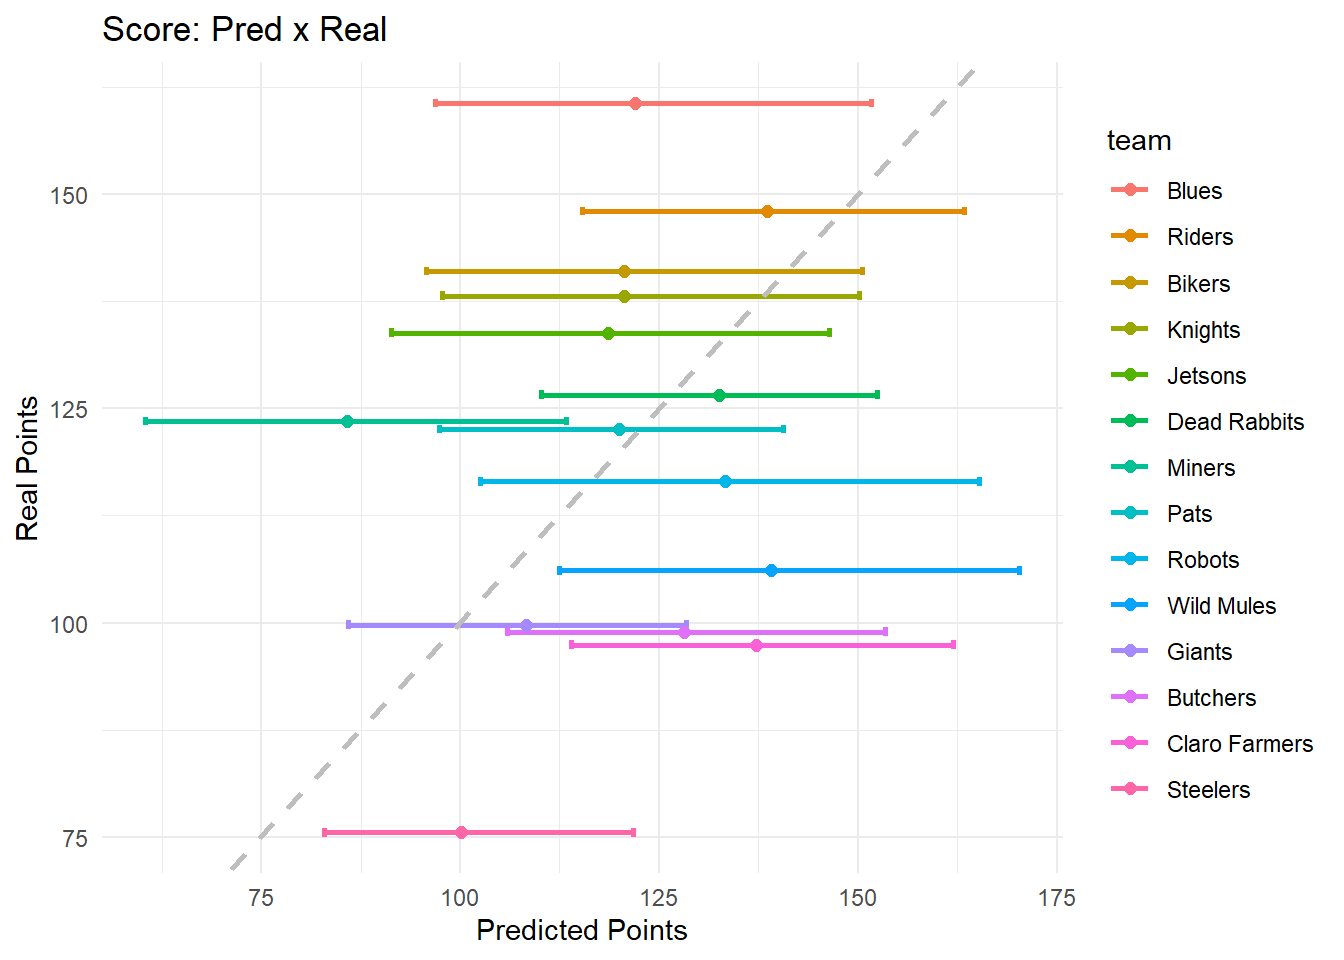 Score: Pred x Real
Real Points
150
125
100
75
75
100
125
150
175
Predicted Points
team
Blues
Riders
Bikers
Knights
Jetsons
Dead Rabbits
Miners
Pats
Robots
Wild Mules
Giants
Butchers
Claro Farmers
Steelers